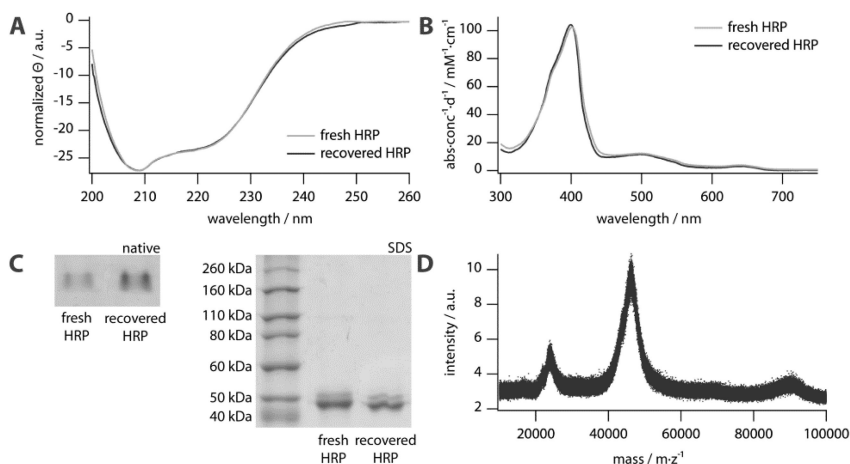 A
normalized Θ / a.u.
0
-5
-10
-15
-20
-25
fresh HRP
recovered HRP
200
210
220
230
240
250
260
wavelength / nm
B
abs·conc⁻¹·d⁻¹ / mM⁻¹·cm⁻¹
100
80
60
40
20
0
fresh HRP
recovered HRP
300
400
500
600
700
wavelength / nm
C
native
fresh
HRP
recovered
HRP
SDS
260 kDa
160 kDa
110 kDa
80 kDa
60 kDa
50 kDa
40 kDa
fresh
HRP
recovered
HRP
D
intensity / a.u.
10
8
6
4
2
20000
40000
60000
80000
100000
mass / m·z⁻¹